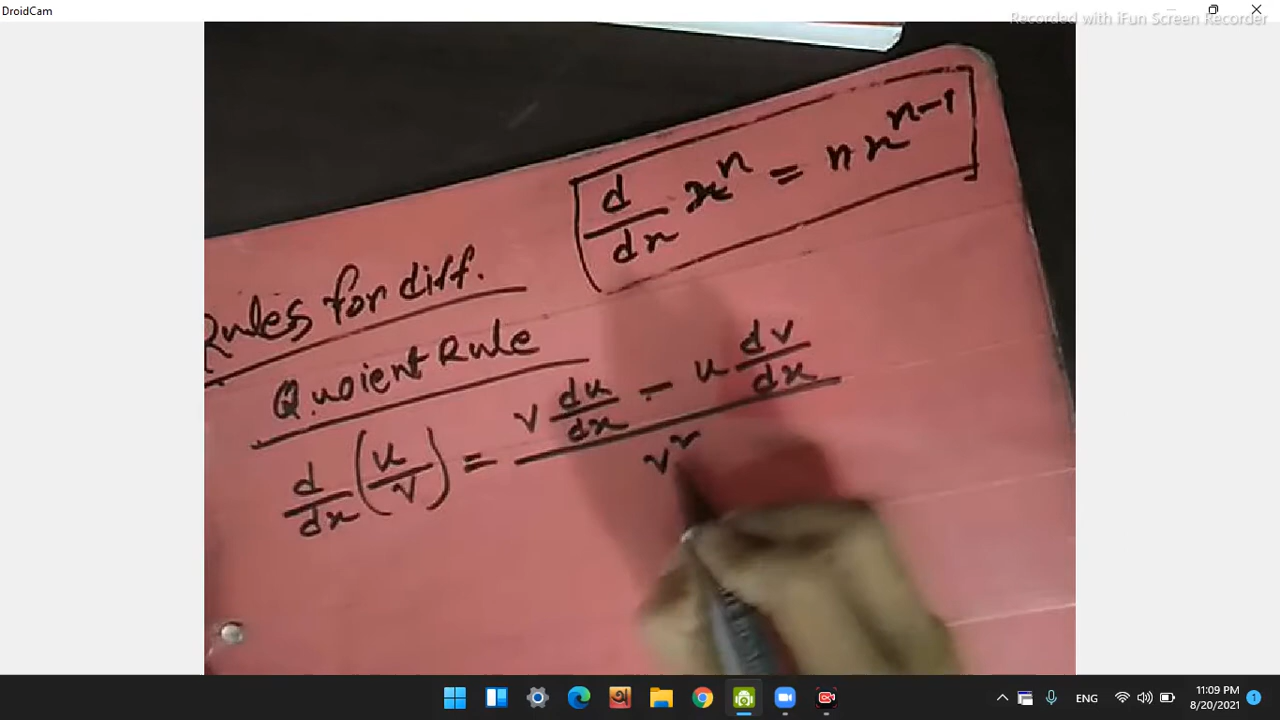 DroidCam
Recorded with iFun Screen Recorder
d/dx x^n = n x^(n-1)
Rules for diff.
Quoient Rule
d/dx (u/v) = (v du/dx - u dv/dx) / v^2
ENG
11:09 PM
8/20/2021
1